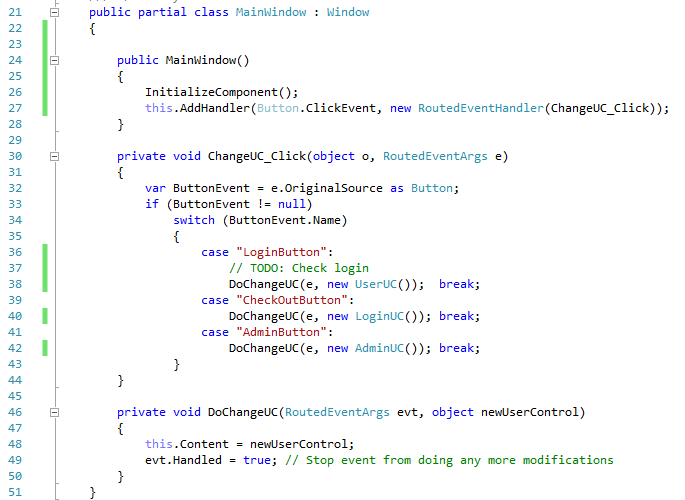 21 public partial class MainWindow : Window
22 {
23
24 public MainWindow()
25 {
26 InitializeComponent();
27 this.AddHandler(Button.ClickEvent, new RoutedEventHandler(ChangeUC_Click));
28 }
29
30 private void ChangeUC_Click(object o, RoutedEventArgs e)
31 {
32 var ButtonEvent = e.OriginalSource as Button;
33 if (ButtonEvent != null)
34 switch (ButtonEvent.Name)
35 {
36 case "LoginButton":
37 // TODO: Check login
38 DoChangeUC(e, new UserUC());  break;
39 case "CheckOutButton":
40 DoChangeUC(e, new LoginUC()); break;
41 case "AdminButton":
42 DoChangeUC(e, new AdminUC()); break;
43 }
44 }
45
46 private void DoChangeUC(RoutedEventArgs evt, object newUserControl)
47 {
48 this.Content = newUserControl;
49 evt.Handled = true; // Stop event from doing any more modifications
50 }
51 }